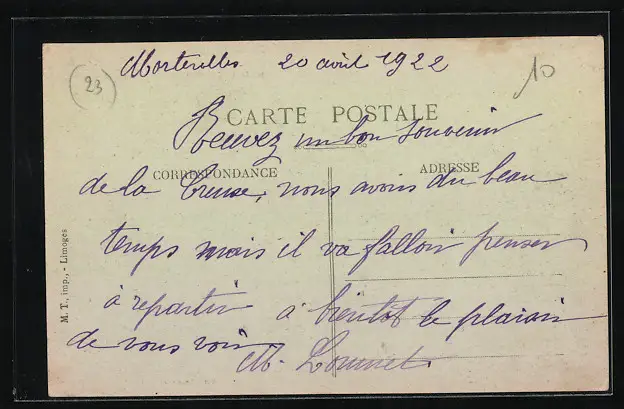 Morterolles 20 avril 1922
23
10
CARTE POSTALE
Recevez un bon souvenir
CORRESPONDANCE
ADRESSE
de la Creuse, nous avons du beau
temps mais il va falloir penser
à repartir à bientôt le plaisir
de vous voir
M. T., imp., - Limoges